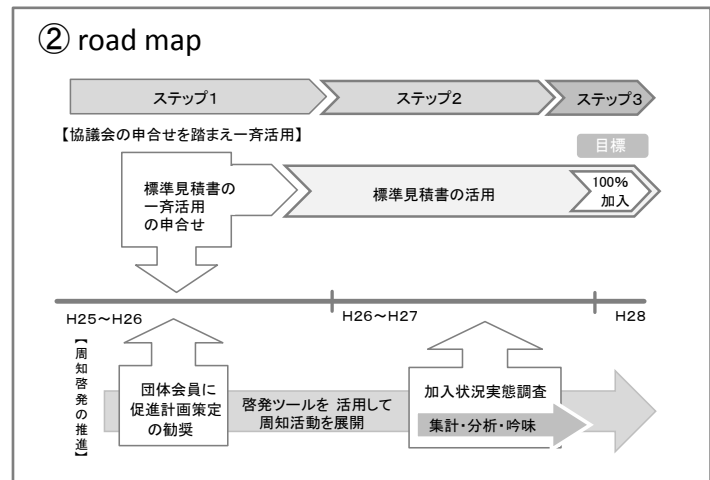 ② road map
ステップ1
ステップ2
ステップ3
【協議会の申合せを踏まえ一斉活用】
目標
標準見積書の
一斉活用
の申合せ
標準見積書の活用
100%
加入
H25～H26
H26～H27
H28
【周知啓発の推進】
団体会員に
促進計画策定
の勧奨
啓発ツールを 活用して
周知活動を展開
加入状況実態調査
集計・分析・吟味